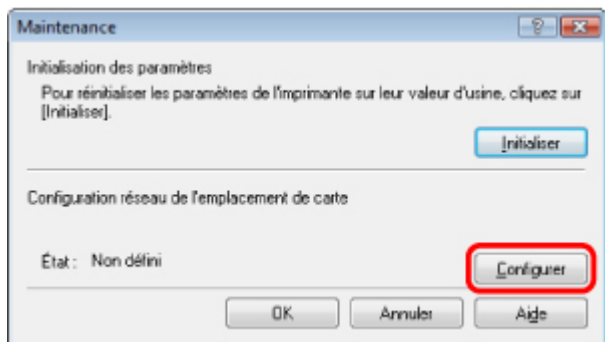 Maintenance
Initialisation des paramètres
Pour réinitialiser les paramètres de l'imprimante sur leur valeur d'usine, cliquez sur
[Initialiser].
Initialiser
Configuration réseau de l'emplacement de carte
État : Non défini
Configurer
OK Annuler Aide